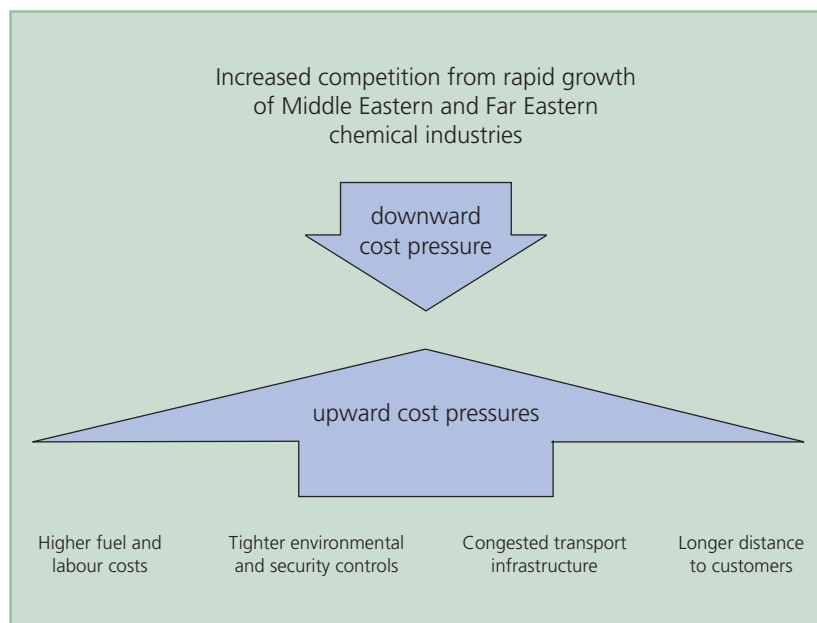 Increased competition from rapid growth
of Middle Eastern and Far Eastern
chemical industries
downward
cost pressure
upward cost pressures
Higher fuel and
labour costs
Tighter environmental
and security controls
Congested transport
infrastructure
Longer distance
to customers